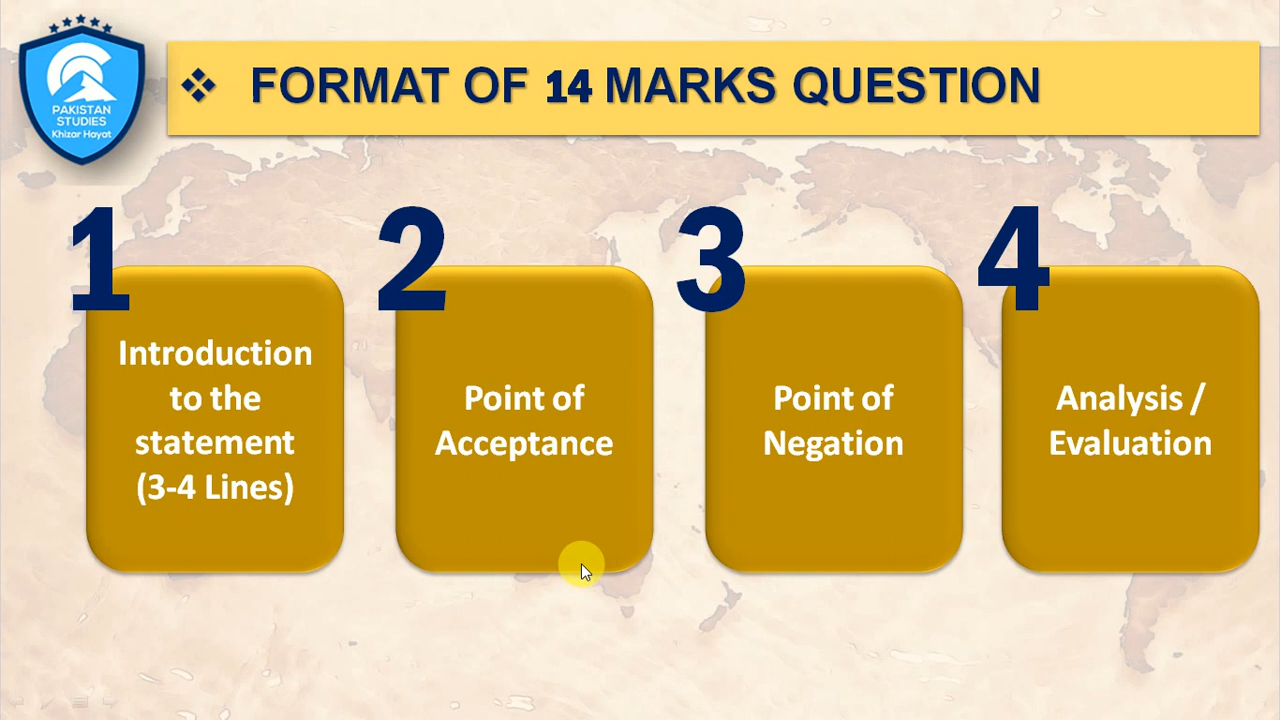 PAKISTAN
STUDIES
Khizar Hayat
❖ FORMAT OF 14 MARKS QUESTION
1
Introduction
to the
statement
(3-4 Lines)
2
Point of
Acceptance
3
Point of
Negation
4
Analysis /
Evaluation